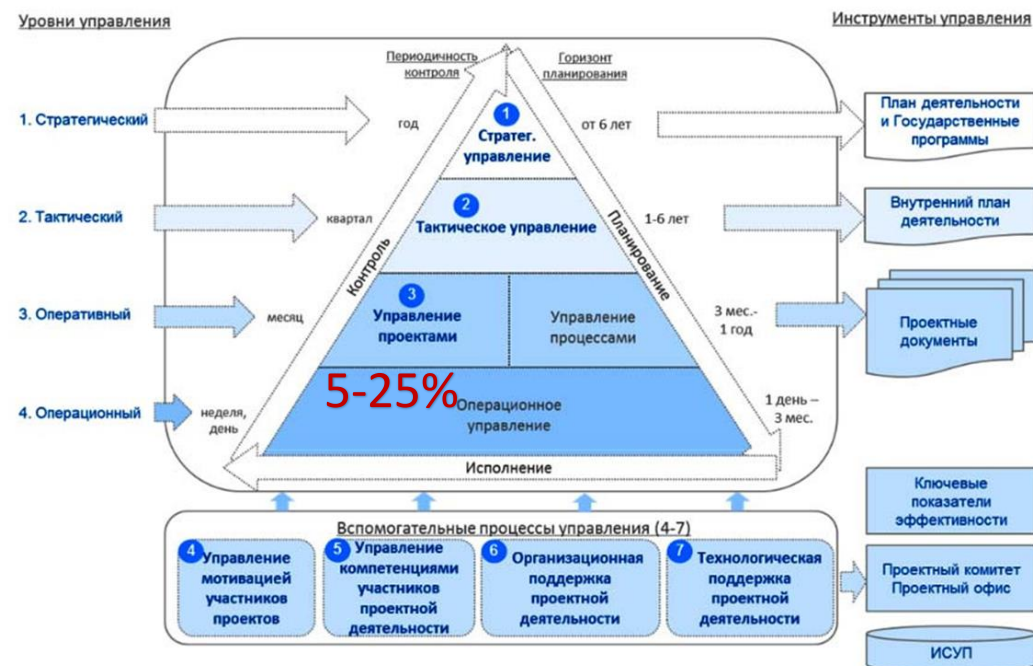 Уровни управления
Инструменты управления
Периодичность
контроля
Горизонт
планирования
1. Стратегический
год
1
Стратег.
управление
от 6 лет
План деятельности
и Государственные
программы
2. Тактический
квартал
2
Тактическое управление
1-6 лет
Внутренний план
деятельности
Контроль
Планирование
3. Оперативный
месяц
3
Управление
проектами
Управление
процессами
3 мес.-
1 год
Проектные
документы
4. Операционный
неделя,
день
5-25%
Операционное
управление
1 день –
3 мес.
Исполнение
Вспомогательные процессы управления (4-7)
4
Управление
мотивацией
участников
проектов
5
Управление
компетенциями
участников
проектной
деятельности
6
Организационная
поддержка
проектной
деятельности
7
Технологическая
поддержка
проектной
деятельности
Ключевые
показатели
эффективности
Проектный комитет
Проектный офис
ИСУП